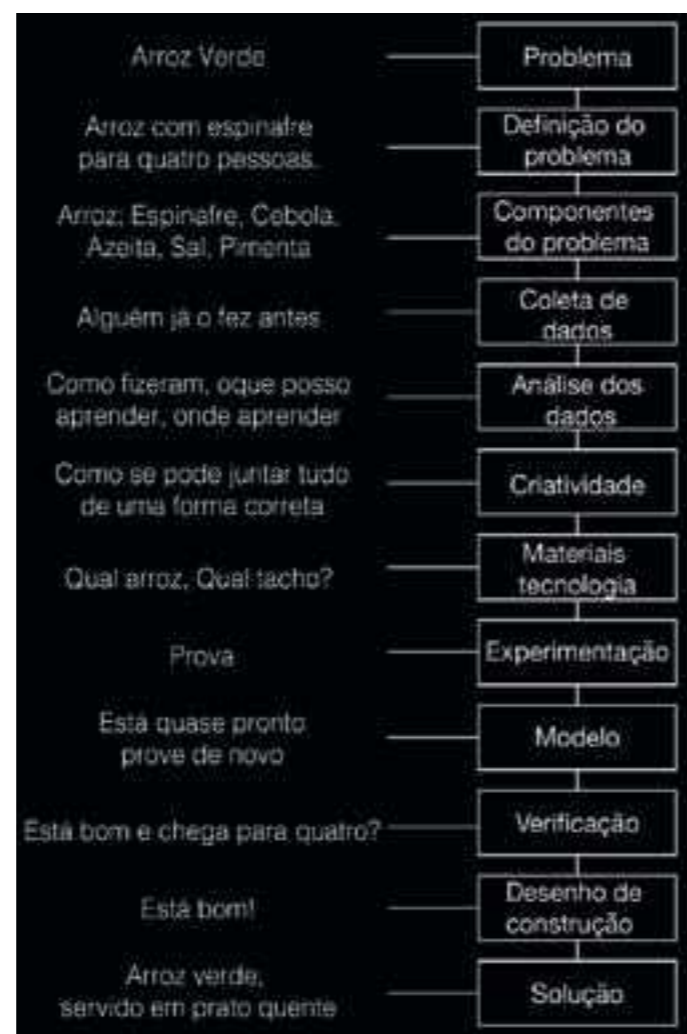 Arroz Verde
Problema
Arroz com espinafre
para quatro pessoas.
Definição do
problema
Arroz, Espinafre, Cebola,
Azeita, Sal, Pimenta
Componentes
do problema
Alguém já o fez antes
Coleta de
dados
Como fizeram, oque posso
aprender, onde aprender
Análise dos
dados
Como se pode juntar tudo
de uma forma correta
Criatividade
Qual arroz, Qual tacho?
Materiais
tecnologia
Prova
Experimentação
Está quase pronto
prove de novo
Modelo
Está bom e chega para quatro?
Verificação
Está bom!
Desenho de
construção
Arroz verde,
servido em prato quente
Solução